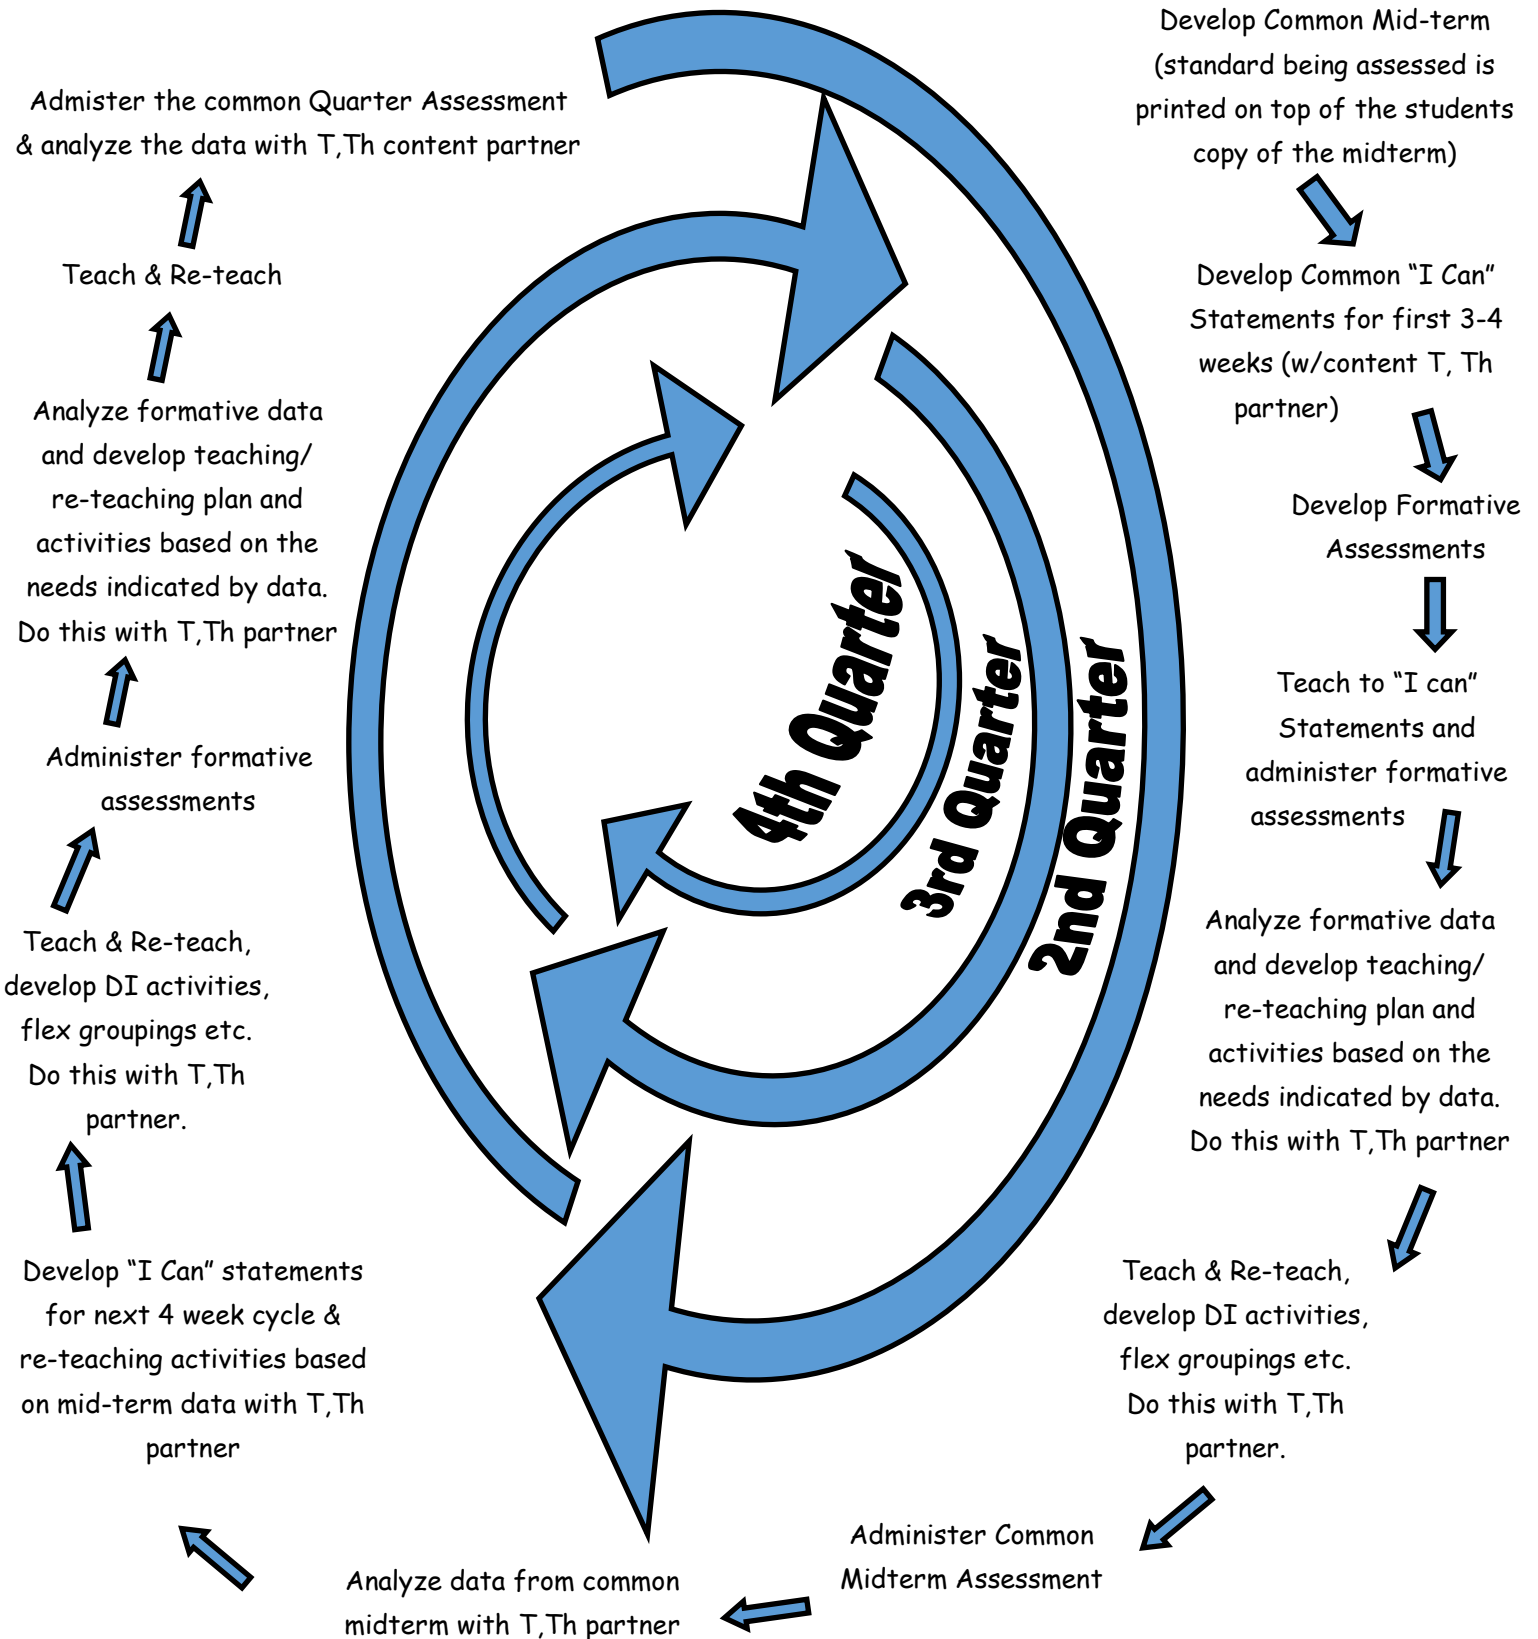 Develop Common Mid-term
(standard being assessed is
printed on top of the students
copy of the midterm)
Develop Common “I Can”
Statements for first 3-4
weeks (w/content T, Th
partner)
Develop Formative
Assessments
Teach to “I can”
Statements and
administer formative
assessments
Analyze formative data
and develop teaching/
re-teaching plan and
activities based on the
needs indicated by data.
Do this with T,Th partner
Teach & Re-teach,
develop DI activities,
flex groupings etc.
Do this with T,Th
partner.
Administer Common
Midterm Assessment
Analyze data from common
midterm with T,Th partner
Develop “I Can” statements
for next 4 week cycle &
re-teaching activities based
on mid-term data with T,Th
partner
Teach & Re-teach,
develop DI activities,
flex groupings etc.
Do this with T,Th
partner.
Administer formative
assessments
Analyze formative data
and develop teaching/
re-teaching plan and
activities based on the
needs indicated by data.
Do this with T,Th partner
Teach & Re-teach
Admister the common Quarter Assessment
& analyze the data with T,Th content partner
4th Quarter
3rd Quarter
2nd Quarter